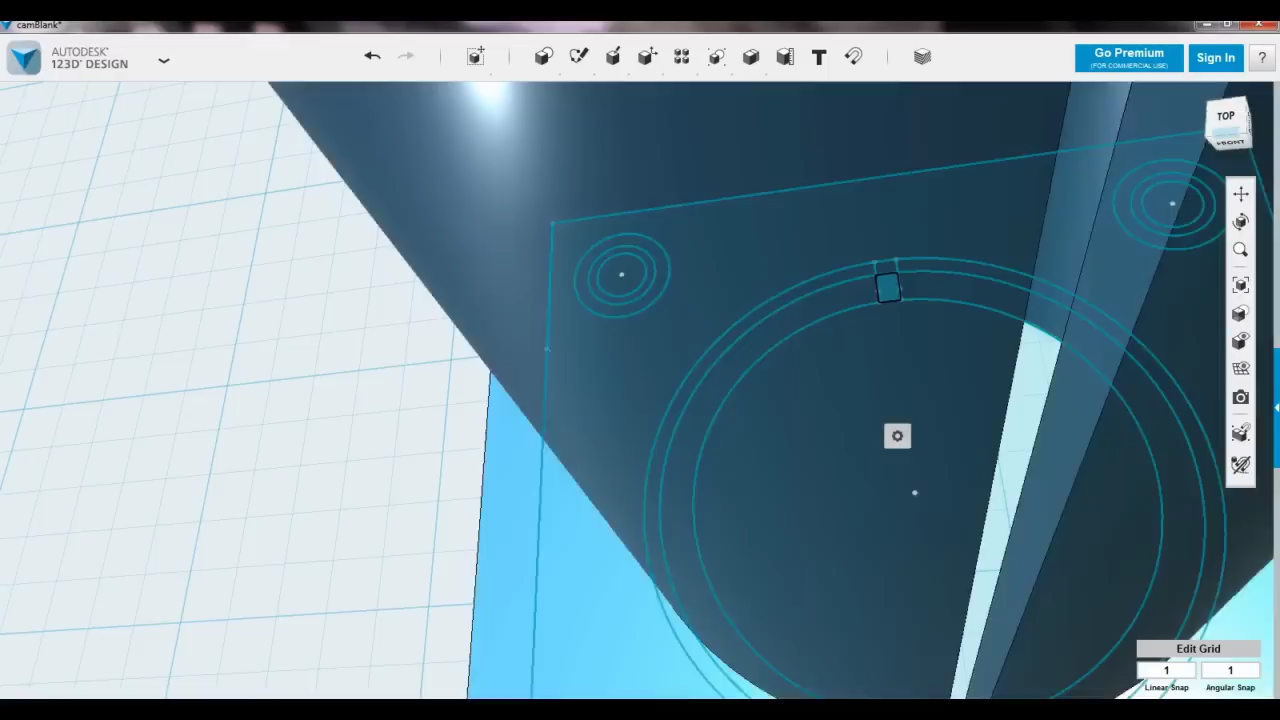 camBlank*
AUTODESK®
123D® DESIGN
Go Premium
(FOR COMMERCIAL USE)
Sign In
?
TOP
FRONT
Edit Grid
1
1
Linear Snap
Angular Snap